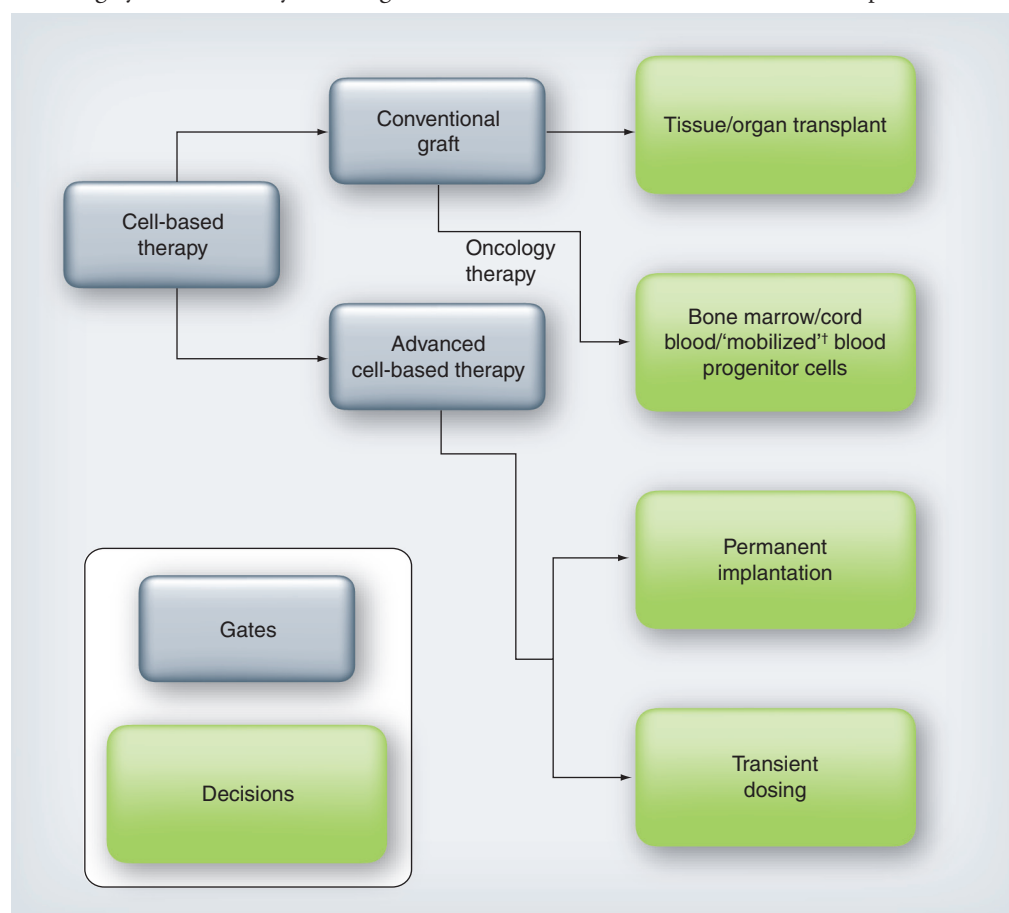 Conventional
graft
Tissue/organ transplant
Cell-based
therapy
Oncology
therapy
Bone marrow/cord
blood/‘mobilized’† blood
progenitor cells
Advanced
cell-based therapy
Permanent
implantation
Gates
Transient
dosing
Decisions